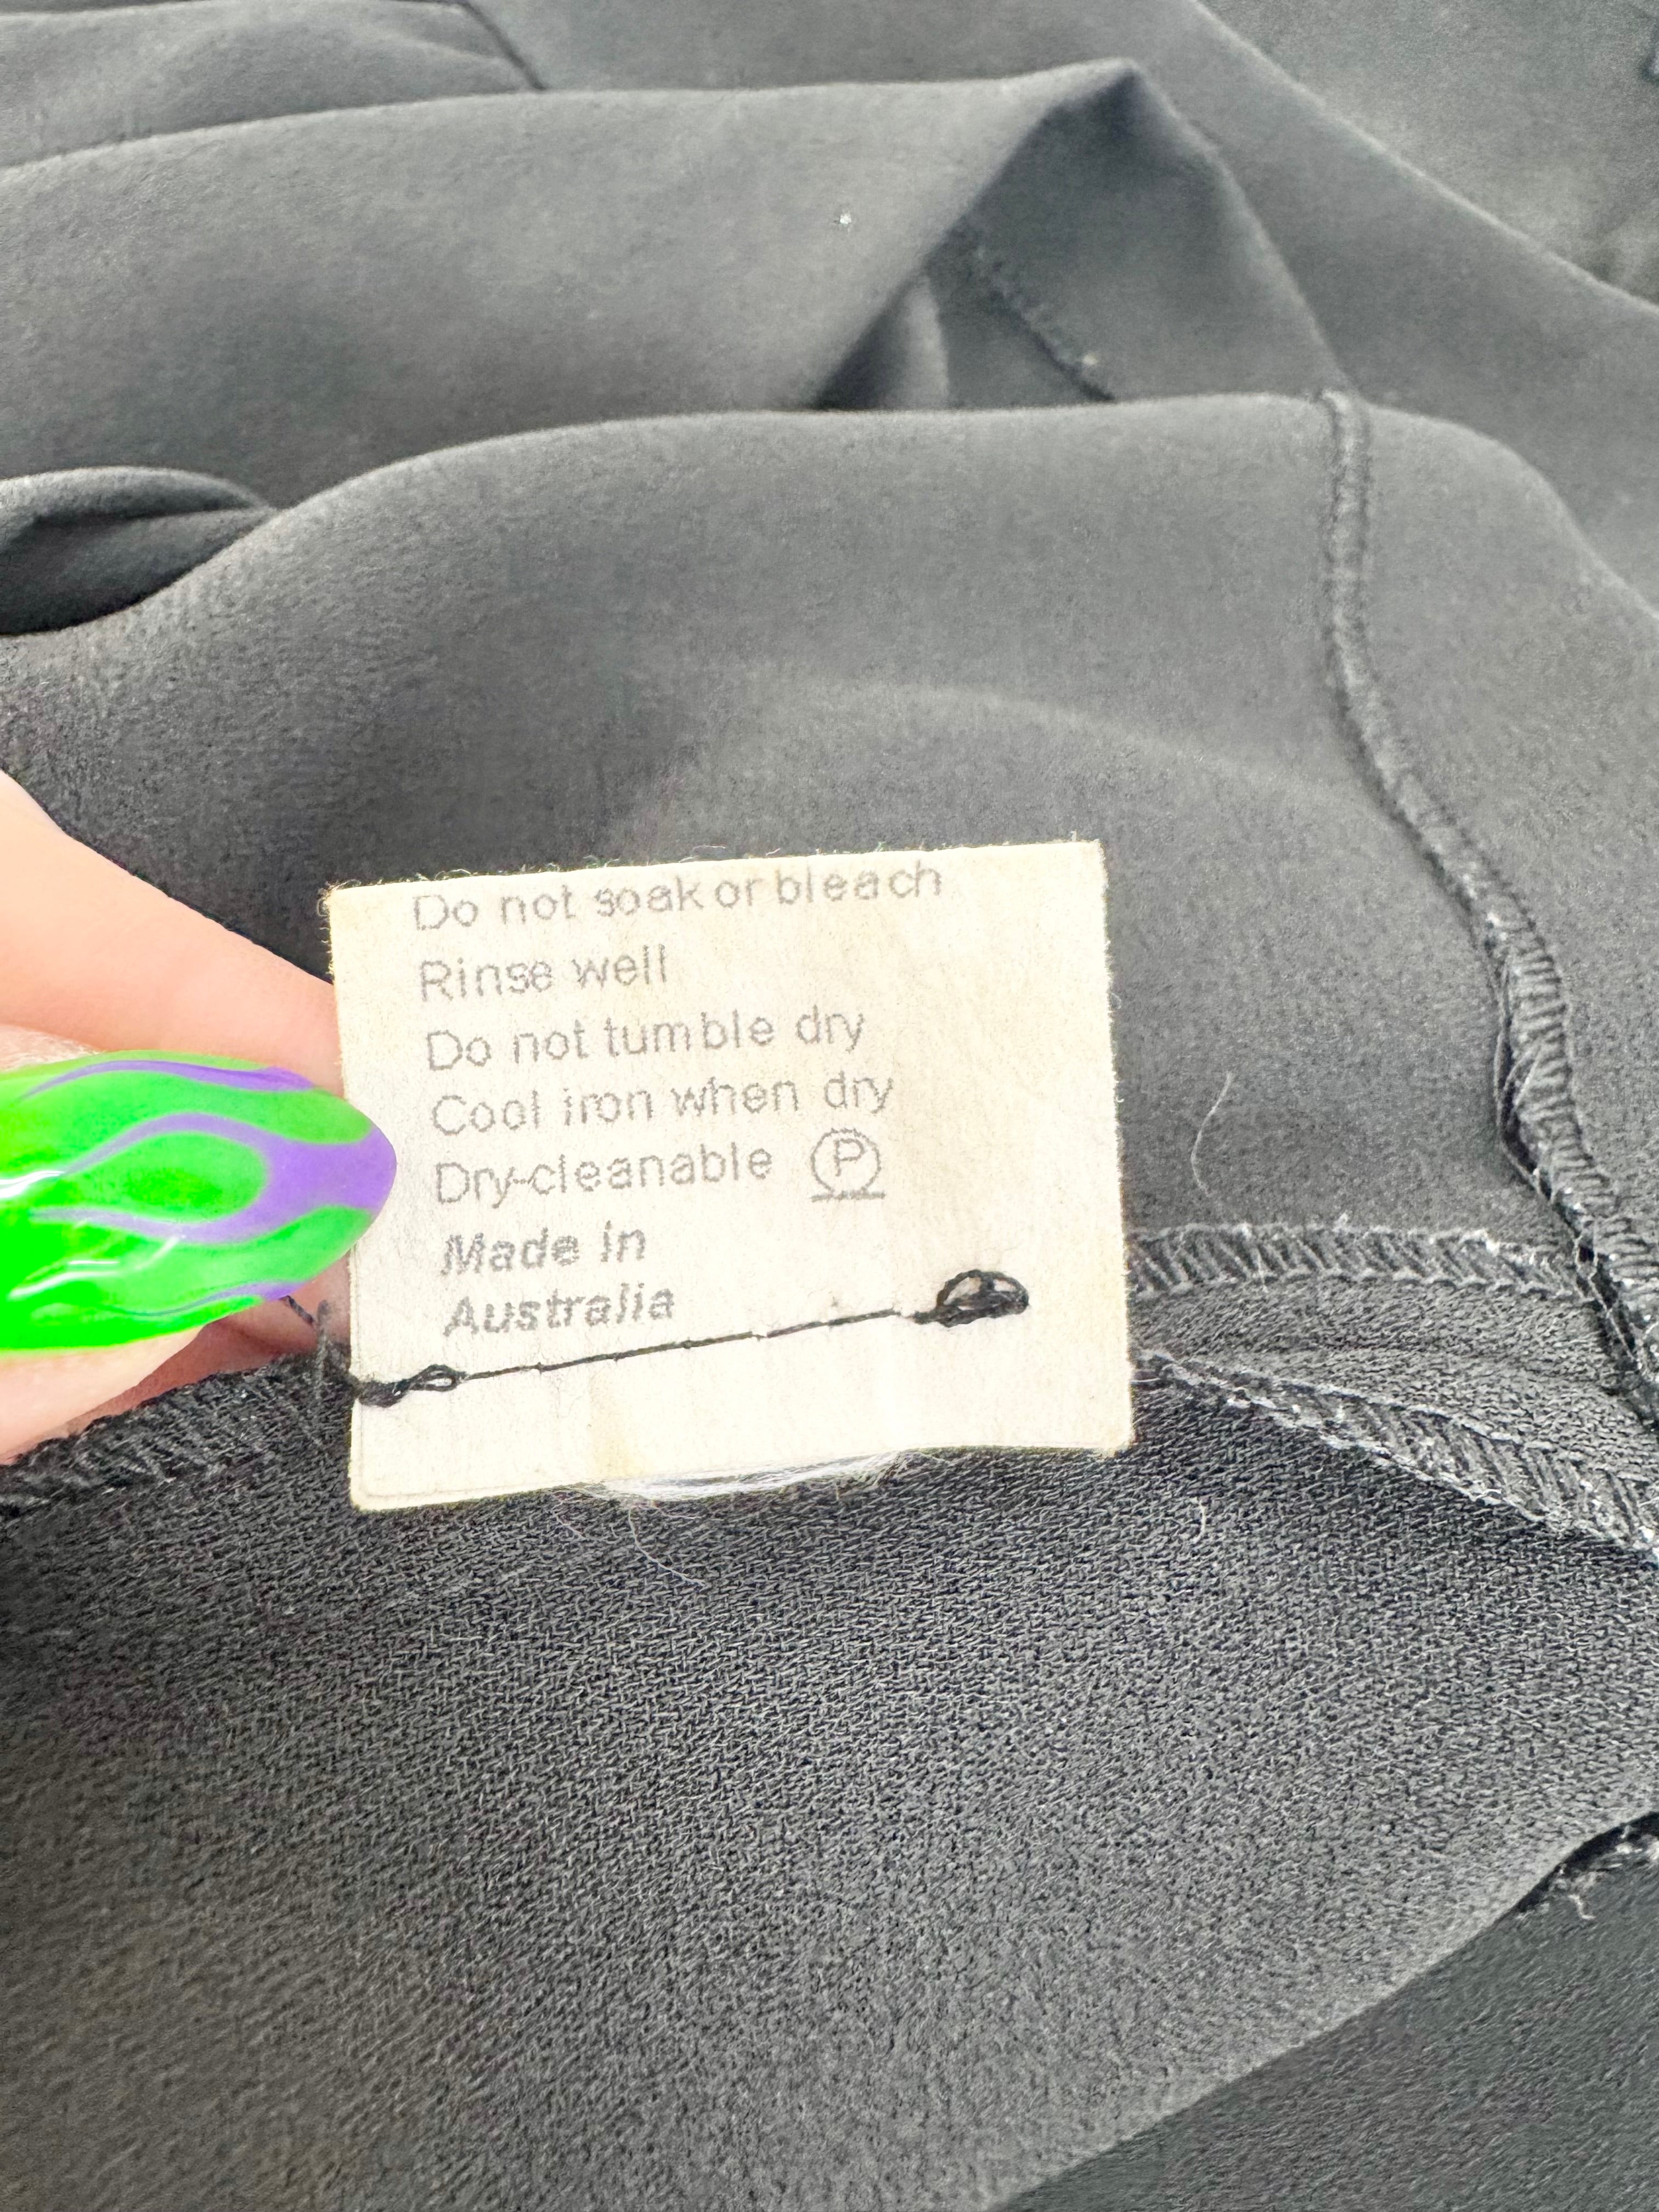 Do not soak or bleach
Rinse well
Do not tumble dry
Cool iron when dry
Dry-cleanable P
Made in
Australia